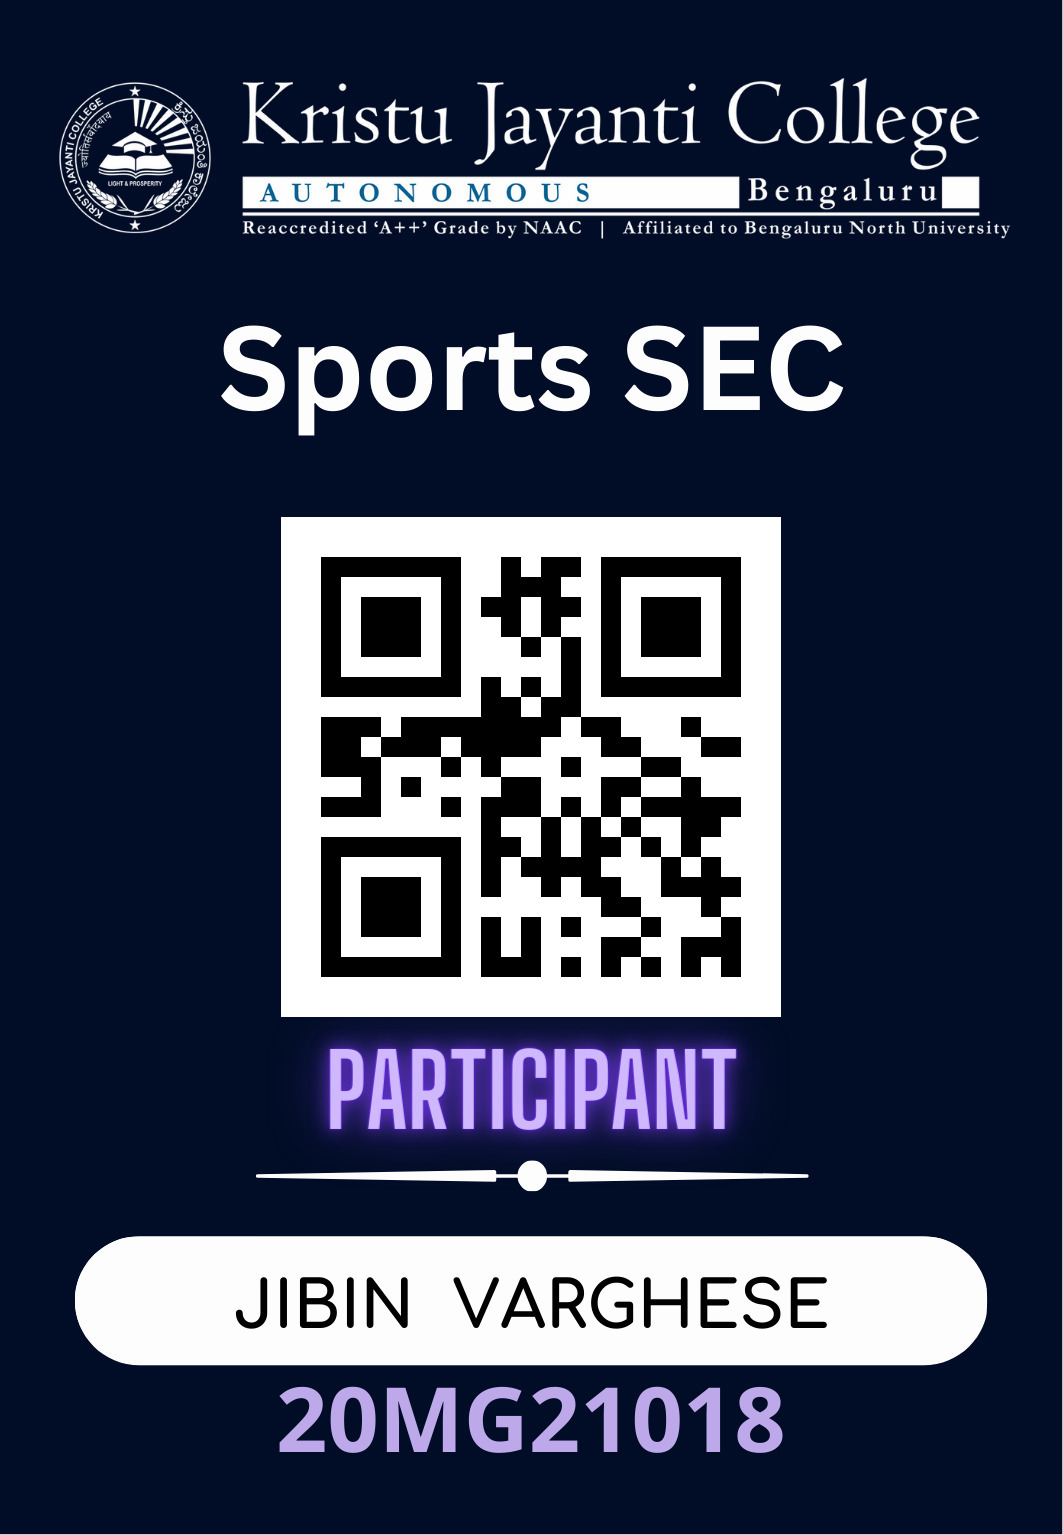 Kristu Jayanti College
AUTONOMOUS Bengaluru
Reaccredited ‘A++’ Grade by NAAC | Affiliated to Bengaluru North University
KRISTU JAYANTI COLLEGE
LIGHT & PROSPERITY
Sports SEC
PARTICIPANT
JIBIN VARGHESE
20MG21018